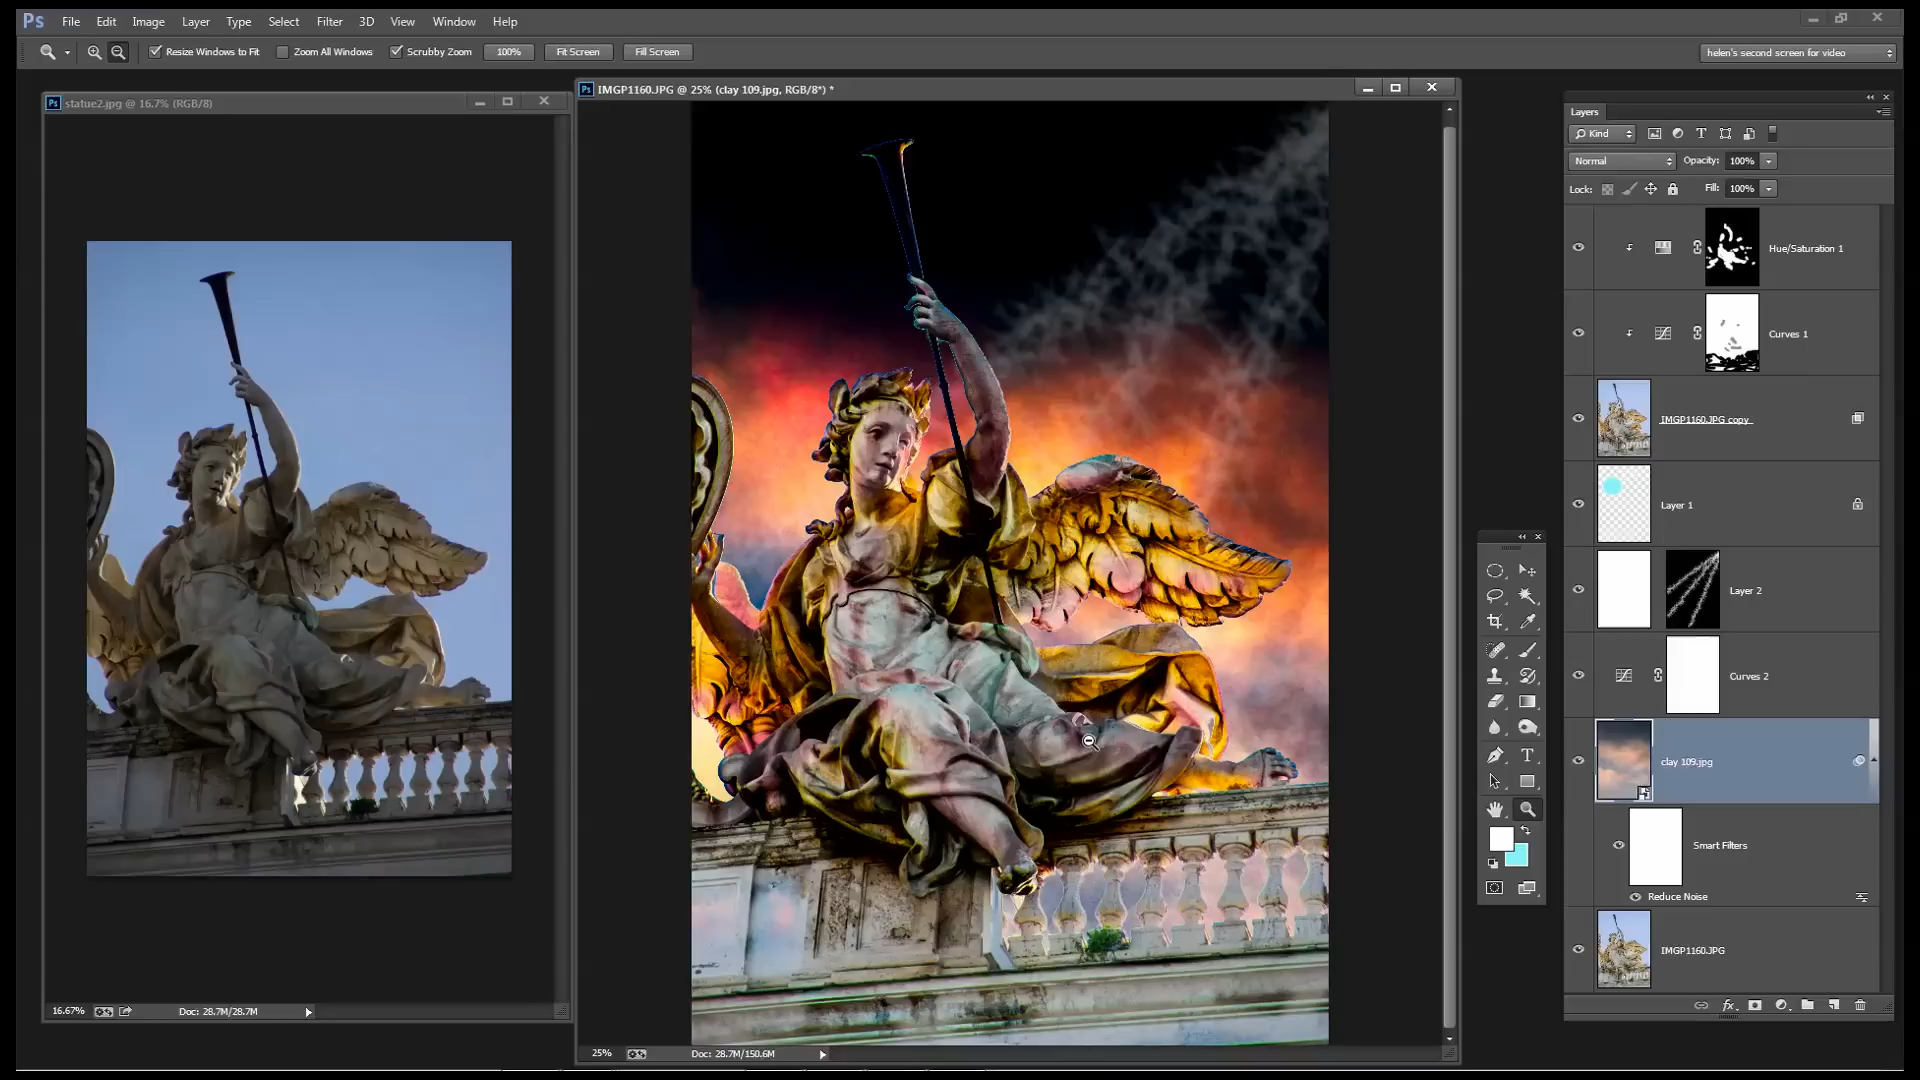 Ps File Edit Image Layer Type Select Filter 3D View Window Help
Resize Windows to Fit Zoom All Windows Scrubby Zoom 100% Fit Screen Fill Screen helen's second screen for video
Ps statue2.jpg @ 16.7% (RGB/8)
Ps IMGP1160.JPG @ 25% (clay 109.jpg, RGB/8*) *
Layers
Kind T
Normal Opacity: 100%
Lock: Fill: 100%
Hue/Saturation 1
Curves 1
IMGP1160.JPG copy
Layer 1
Layer 2
Curves 2
clay 109.jpg
Smart Filters
Reduce Noise
IMGP1160.JPG
fx
T
16.67% Doc: 28.7M/28.7M
25% Doc: 28.7M/150.6M